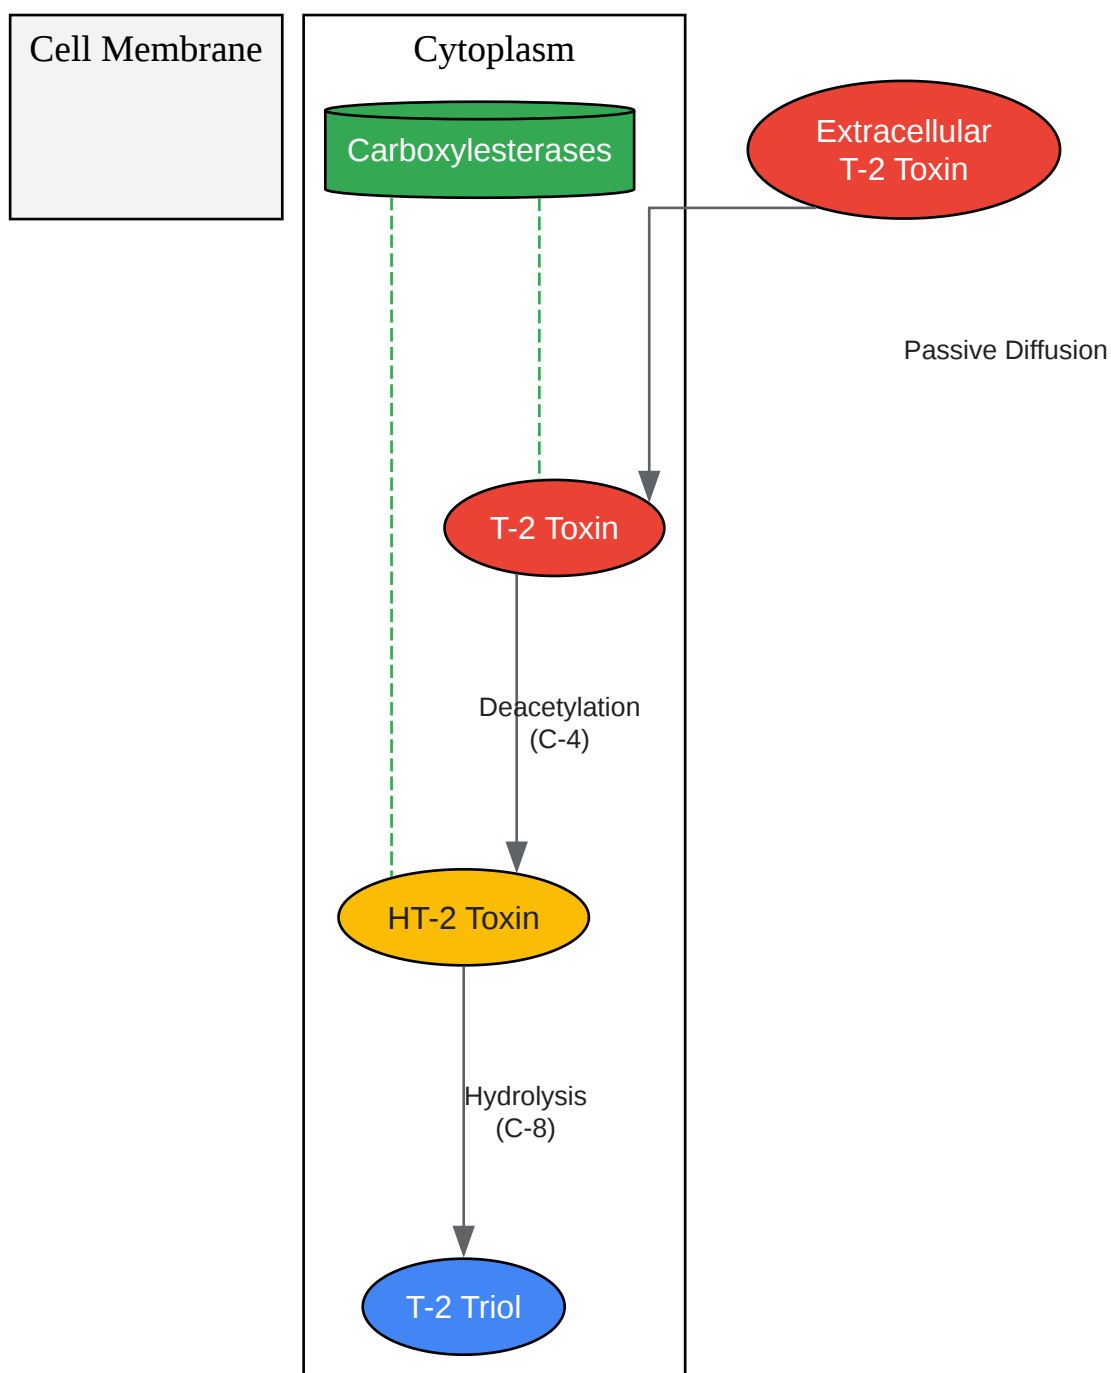 Cell Membrane
Cytoplasm
Carboxylesterases
Extracellular
T-2 Toxin
Passive Diffusion
T-2 Toxin
Deacetylation
(C-4)
HT-2 Toxin
Hydrolysis
(C-8)
T-2 Triol